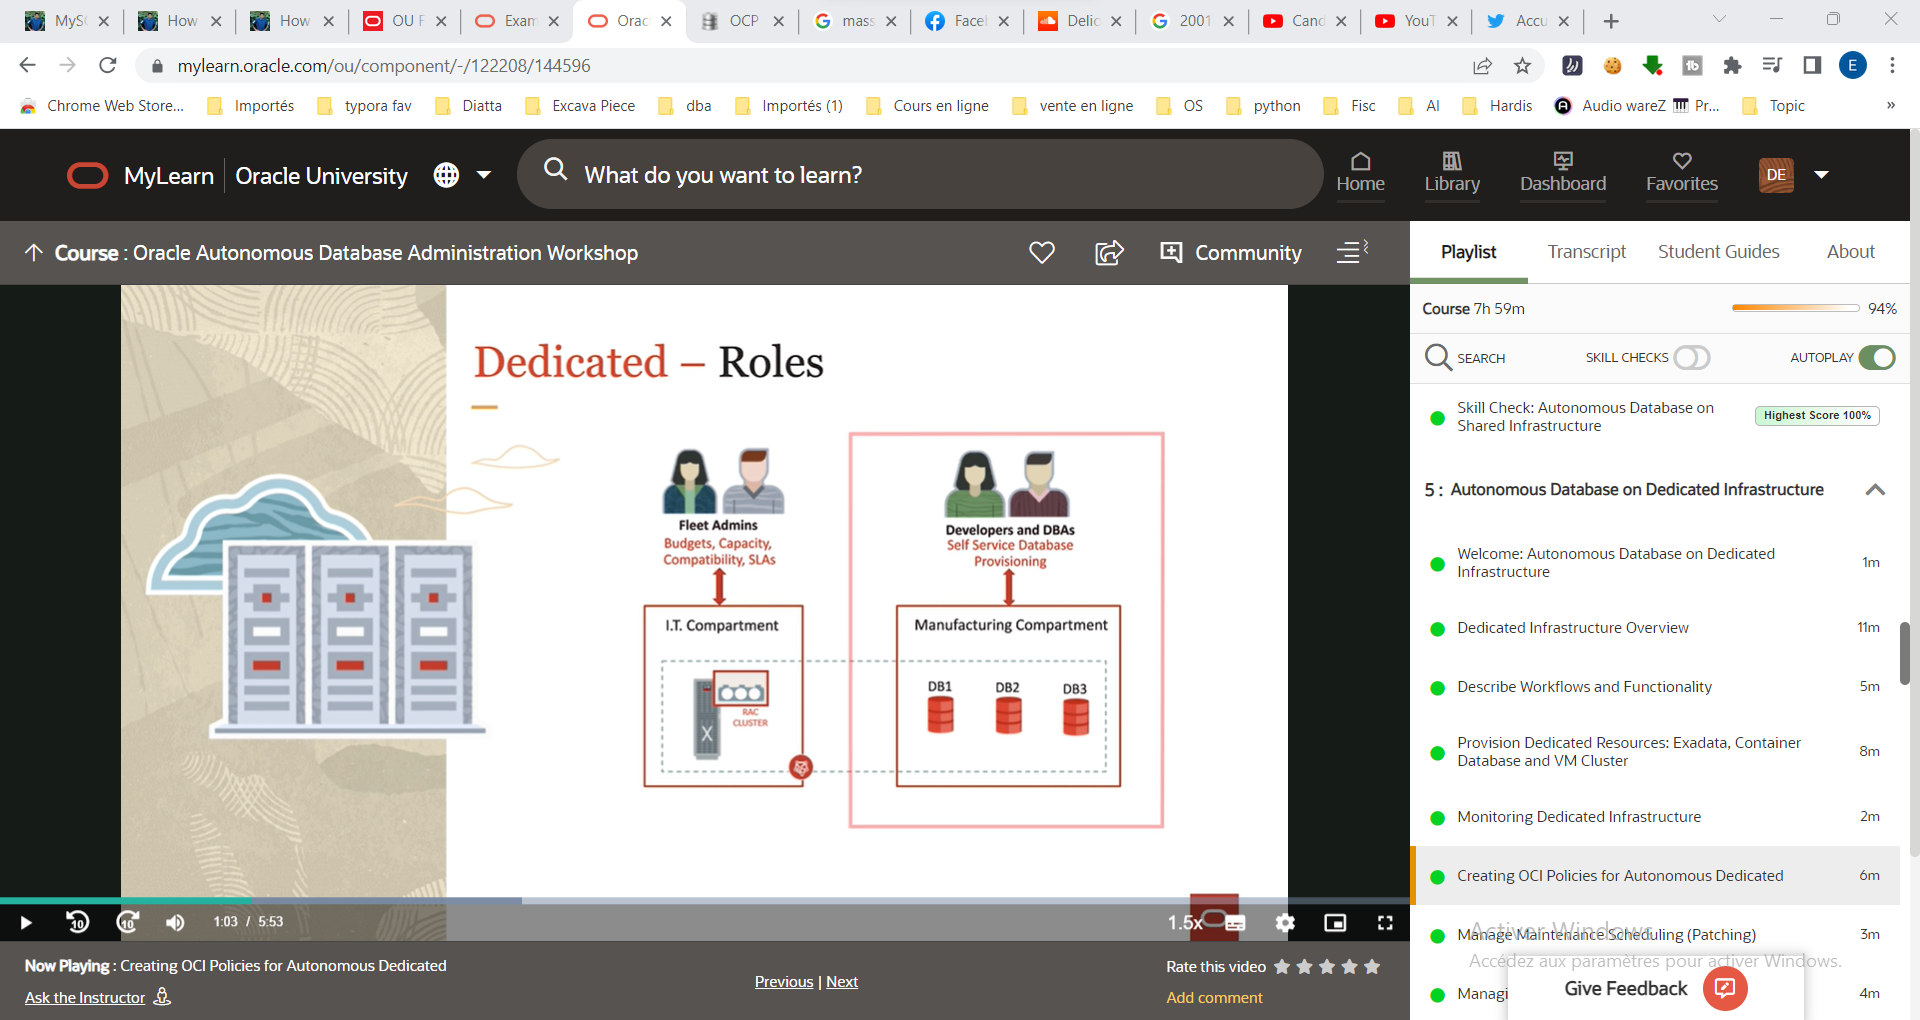 MyS
How
How
OU F
Exam
Orac
OCP
mass
Face
Delic
2001
Cand
YouT
Accu
mylearn.oracle.com/ou/component/-/122208/144596
E
Chrome Web Store...
Importés
typora fav
Diatta
Excava Piece
dba
Importés (1)
Cours en ligne
vente en ligne
OS
python
Fisc
AI
Hardis
Audio wareZ
Pr...
Topic
»
MyLearn
Oracle University
What do you want to learn?
Home
Library
Dashboard
Favorites
DE
Course : Oracle Autonomous Database Administration Workshop
Community
Playlist
Transcript
Student Guides
About
Course 7h 59m
94%
SEARCH
SKILL CHECKS
AUTOPLAY
Skill Check: Autonomous Database on
Shared Infrastructure
Highest Score 100%
5 : Autonomous Database on Dedicated Infrastructure
Welcome: Autonomous Database on Dedicated
Infrastructure
1m
Dedicated Infrastructure Overview
11m
Describe Workflows and Functionality
5m
Provision Dedicated Resources: Exadata, Container
Database and VM Cluster
8m
Monitoring Dedicated Infrastructure
2m
Creating OCI Policies for Autonomous Dedicated
6m
Manage Maintenance Scheduling (Patching)
3m
Managi
4m
Activer Windows
Accédez aux paramètres pour activer Windows.
Give Feedback
Dedicated – Roles
Fleet Admins
Budgets, Capacity,
Compatibility, SLAs
I.T. Compartment
X
RAC
CLUSTER
Developers and DBAs
Self Service Database
Provisioning
Manufacturing Compartment
DB1
DB2
DB3
10
10
1:03 / 5:53
1.5x
Now Playing : Creating OCI Policies for Autonomous Dedicated
Ask the Instructor
Previous | Next
Rate this video
Add comment